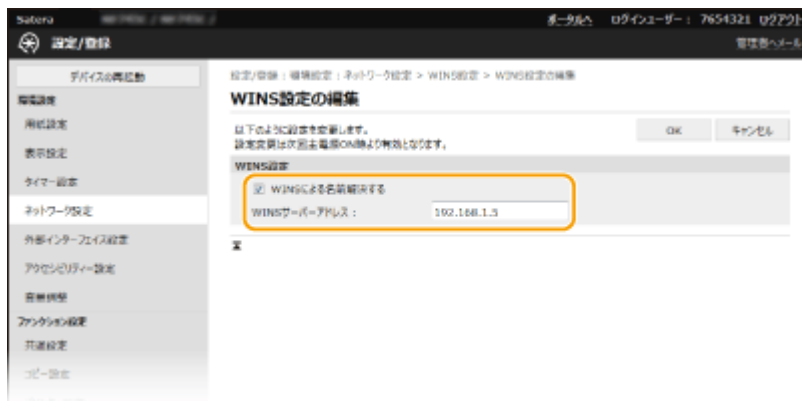 Satera
ポータルへ ログインユーザー： 7654321 ログアウト
設定/登録
管理者へメール
デバイスの再起動
設定/登録：環境設定：ネットワーク設定 > WINS設定 > WINS設定の編集
環境設定
WINS設定の編集
用紙設定
以下のように設定を変更します。
設定変更は次回主電源ON時より有効となります。
OK キャンセル
表示設定
WINS設定
タイマー設定
WINSによる名前解決する
ネットワーク設定
WINSサーバーアドレス： 192.168.1.5
外部インターフェイス設定
アクセシビリティー設定
音量調整
ファンクション設定
共通設定
コピー設定